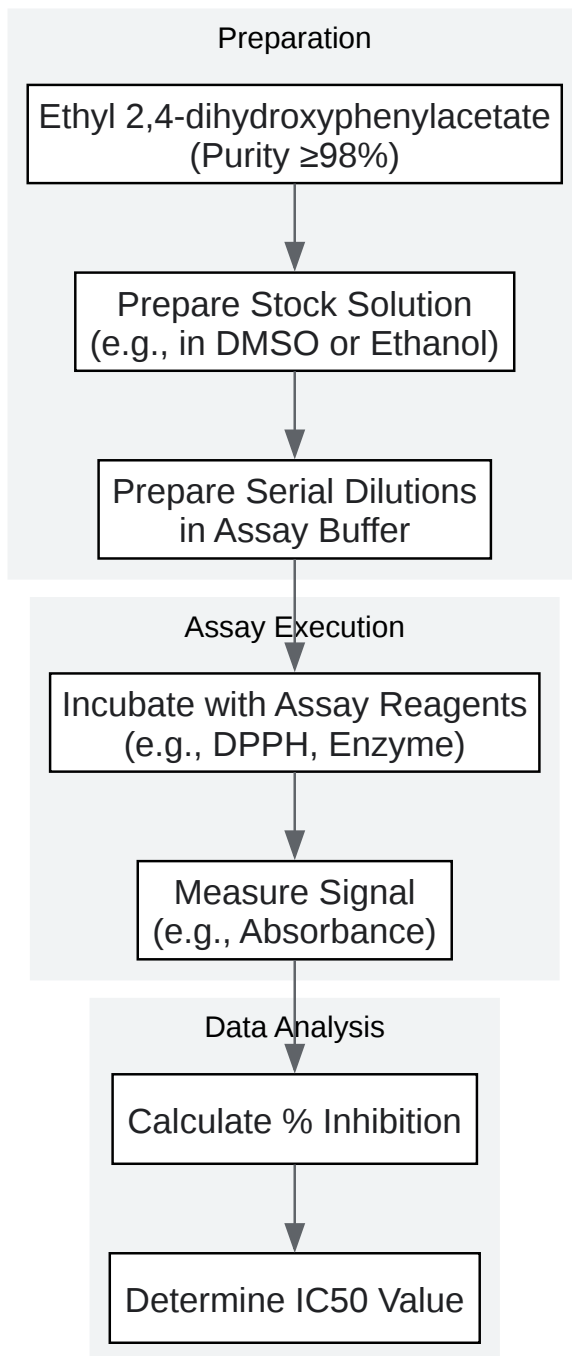 Preparation
Ethyl 2,4-dihydroxyphenylacetate
(Purity ≥98%)
Prepare Stock Solution
(e.g., in DMSO or Ethanol)
Prepare Serial Dilutions
in Assay Buffer
Assay Execution
Incubate with Assay Reagents
(e.g., DPPH, Enzyme)
Measure Signal
(e.g., Absorbance)
Data Analysis
Calculate % Inhibition
Determine IC50 Value